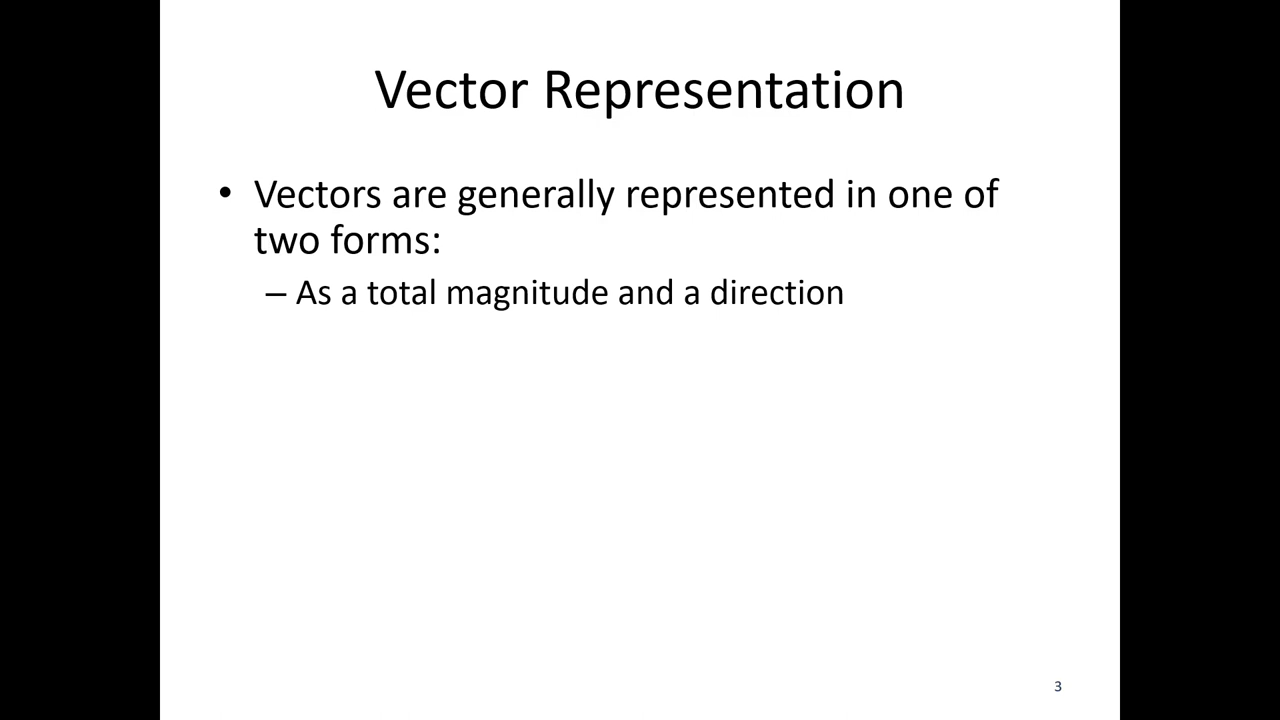 Vector Representation
• Vectors are generally represented in one of
two forms:
– As a total magnitude and a direction
3